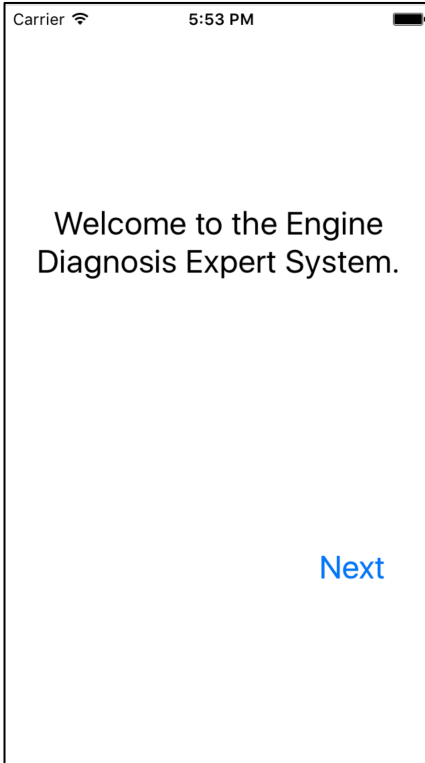 Carrier 5:53 PM
Welcome to the Engine
Diagnosis Expert System.
Next